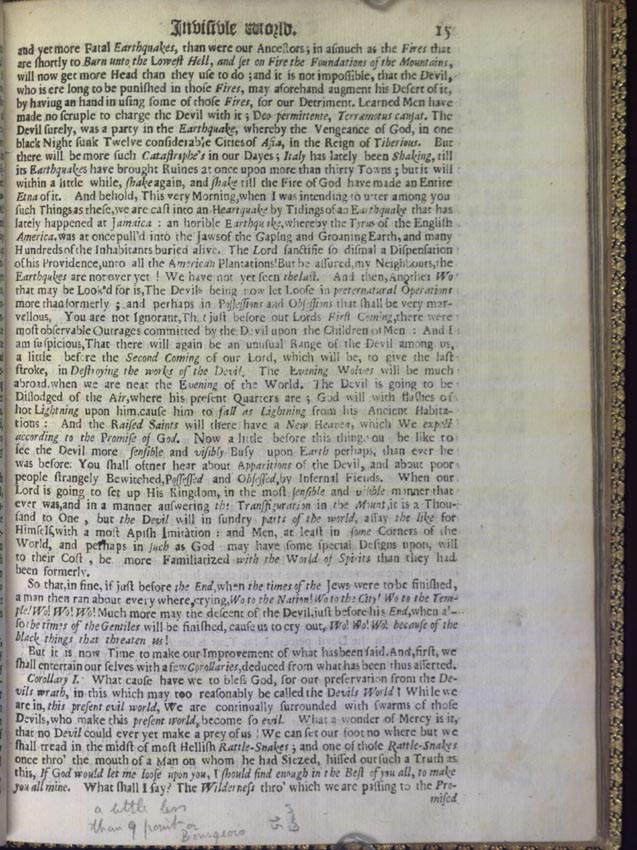 Invisible World. 15
and yet more Fatal Earthquakes, than were our Ancestors; in asmuch as the Fires that
are shortly to Burn unto the Lowest Hell, and set on Fire the Foundations of the Mountains,
will now get more Head than they use to do; and it is not impossible, that the Devil,
who is ere long to be punished in those Fires, may aforehand augment his Desert of it,
by having an hand in using some of those Fires, for our Detriment. Learned Men have
made no scruple to charge the Devil with it; Deo permittente, Terræmotus causat. The
Devil surely, was a party in the Earthquake, whereby the Vengeance of God, in one
black Night sunk Twelve considerable Cities of Asia, in the Reign of Tiberius. But
there will be more such Catastrophe's in our Dayes; Italy has lately been Shaking, till
its Earthquakes have brought Ruines at once upon more than thirty Towns; but it will
within a little while, shake again, and shake till the Fire of God have made an Entire
Etna of it. And behold, This very Morning, when I was intending to utter among you
such Things as these, we are cast into an Heartquake by Tidings of an Earthquake that has
lately happened at Jamaica: an horrible Earthquake, whereby the Tyrus of the English
America, was at once pull'd into the Jaws of the Gaping and Groaning Earth, and many
Hundreds of the Inhabitants buried alive. The Lord sanctifie so dismal a Dispensation
of his Providence, unto all the American Plantations! But be assured, my Neighbours, the
Earthqukes are not over yet! We have not yet seen the last. And then, Another Wo
that may be Look'd for is, The Devils being now let Loose in preternatural Operations
more than formerly; and perhaps in Possessions and Obsessions that shall be very mar-
vellous. You are not Ignorant, That just before our Lords First Coming, there were
most observable Outrages committed by the Devil upon the Children of Men: And I
am suspicious, That there will again be an unusual Range of the Devil among us,
a little before the Second Coming of our Lord, which will be, to give the last
stroke, in Destroying the works of the Devil. The Evening Wolves will be much
abroad, when we are near the Evening of the World. The Devil is going to be
Dislodged of the Air, where his present Quarters are; God will with flashes of
hot Lightning upon him, cause him to fall as Lightning from his Ancient Habita-
tions: And the Raised Saints will there have a New Heaven, which We expect
according to the Promise of God. Now a little before this thing, ou be like to
see the Devil more sensible and visibly Busy upon Earth perhaps, than ever he
was before: You shall oftner hear about Apparitions of the Devil, and about poor
people strangely Bewitched, Possessed and Obsessed, by Infernal Fiends. When our
Lord is going to set up His Kingdom, in the most sensible and visible manner that
ever was, and in a manner answering the Transfiguration in the Mount, it is a Thou-
sand to One, but the Devil will in sundry parts of the world, assay the like for
Himself, with a most Apish Imitation: and Men, at least in some Corners of the
World, and perhaps in such as God may have some special Designs upon, will
to their Cost, be more Familiarized with the World of Spirits than they had
been formerly.
So that, in fine, if just before the End, when the times of the Jews were to be finished,
a man then ran about every where, crying, Wo to the Nation! Wo to the City! Wo to the Tem-
ple! Wo! Wo! Wo! Much more may the descent of the Devil, just before his End, when al-
so the times of the Gentiles will be finished, cause us to cry out, Wo! Wo! Wo! because of the
black things that threaten us!
But it is now Time to make our Improvement of what has been said. And, first, we
shall entertain our selves with a few Corollaries, deduced from what has been thus asserted.
Corollary I. What cause have we to bless God, for our preservation from the De-
vils wrath, in this which may too reasonably be called the Devils World! While we
are in, this present evil world, We are continually surrounded with swarms of those
Devils, who make this present world, become so evil. What a wonder of Mercy is it,
that no Devil could ever yet make a prey of us! We can set our foot no where but we
shall tread in the midst of most Hellish Rattle-Snakes; and one of those Rattle-Snakes
once thro' the mouth of a Man on whom he had Siezed, hissed out such a Truth as
this, If God would let me loose upon you, I should find enough in the Best of you all, to make
you all mine. What shall I say? The Wilderness thro' which we are passing to the Pro-
mised
a little less
than 9 point or
Bourgeois